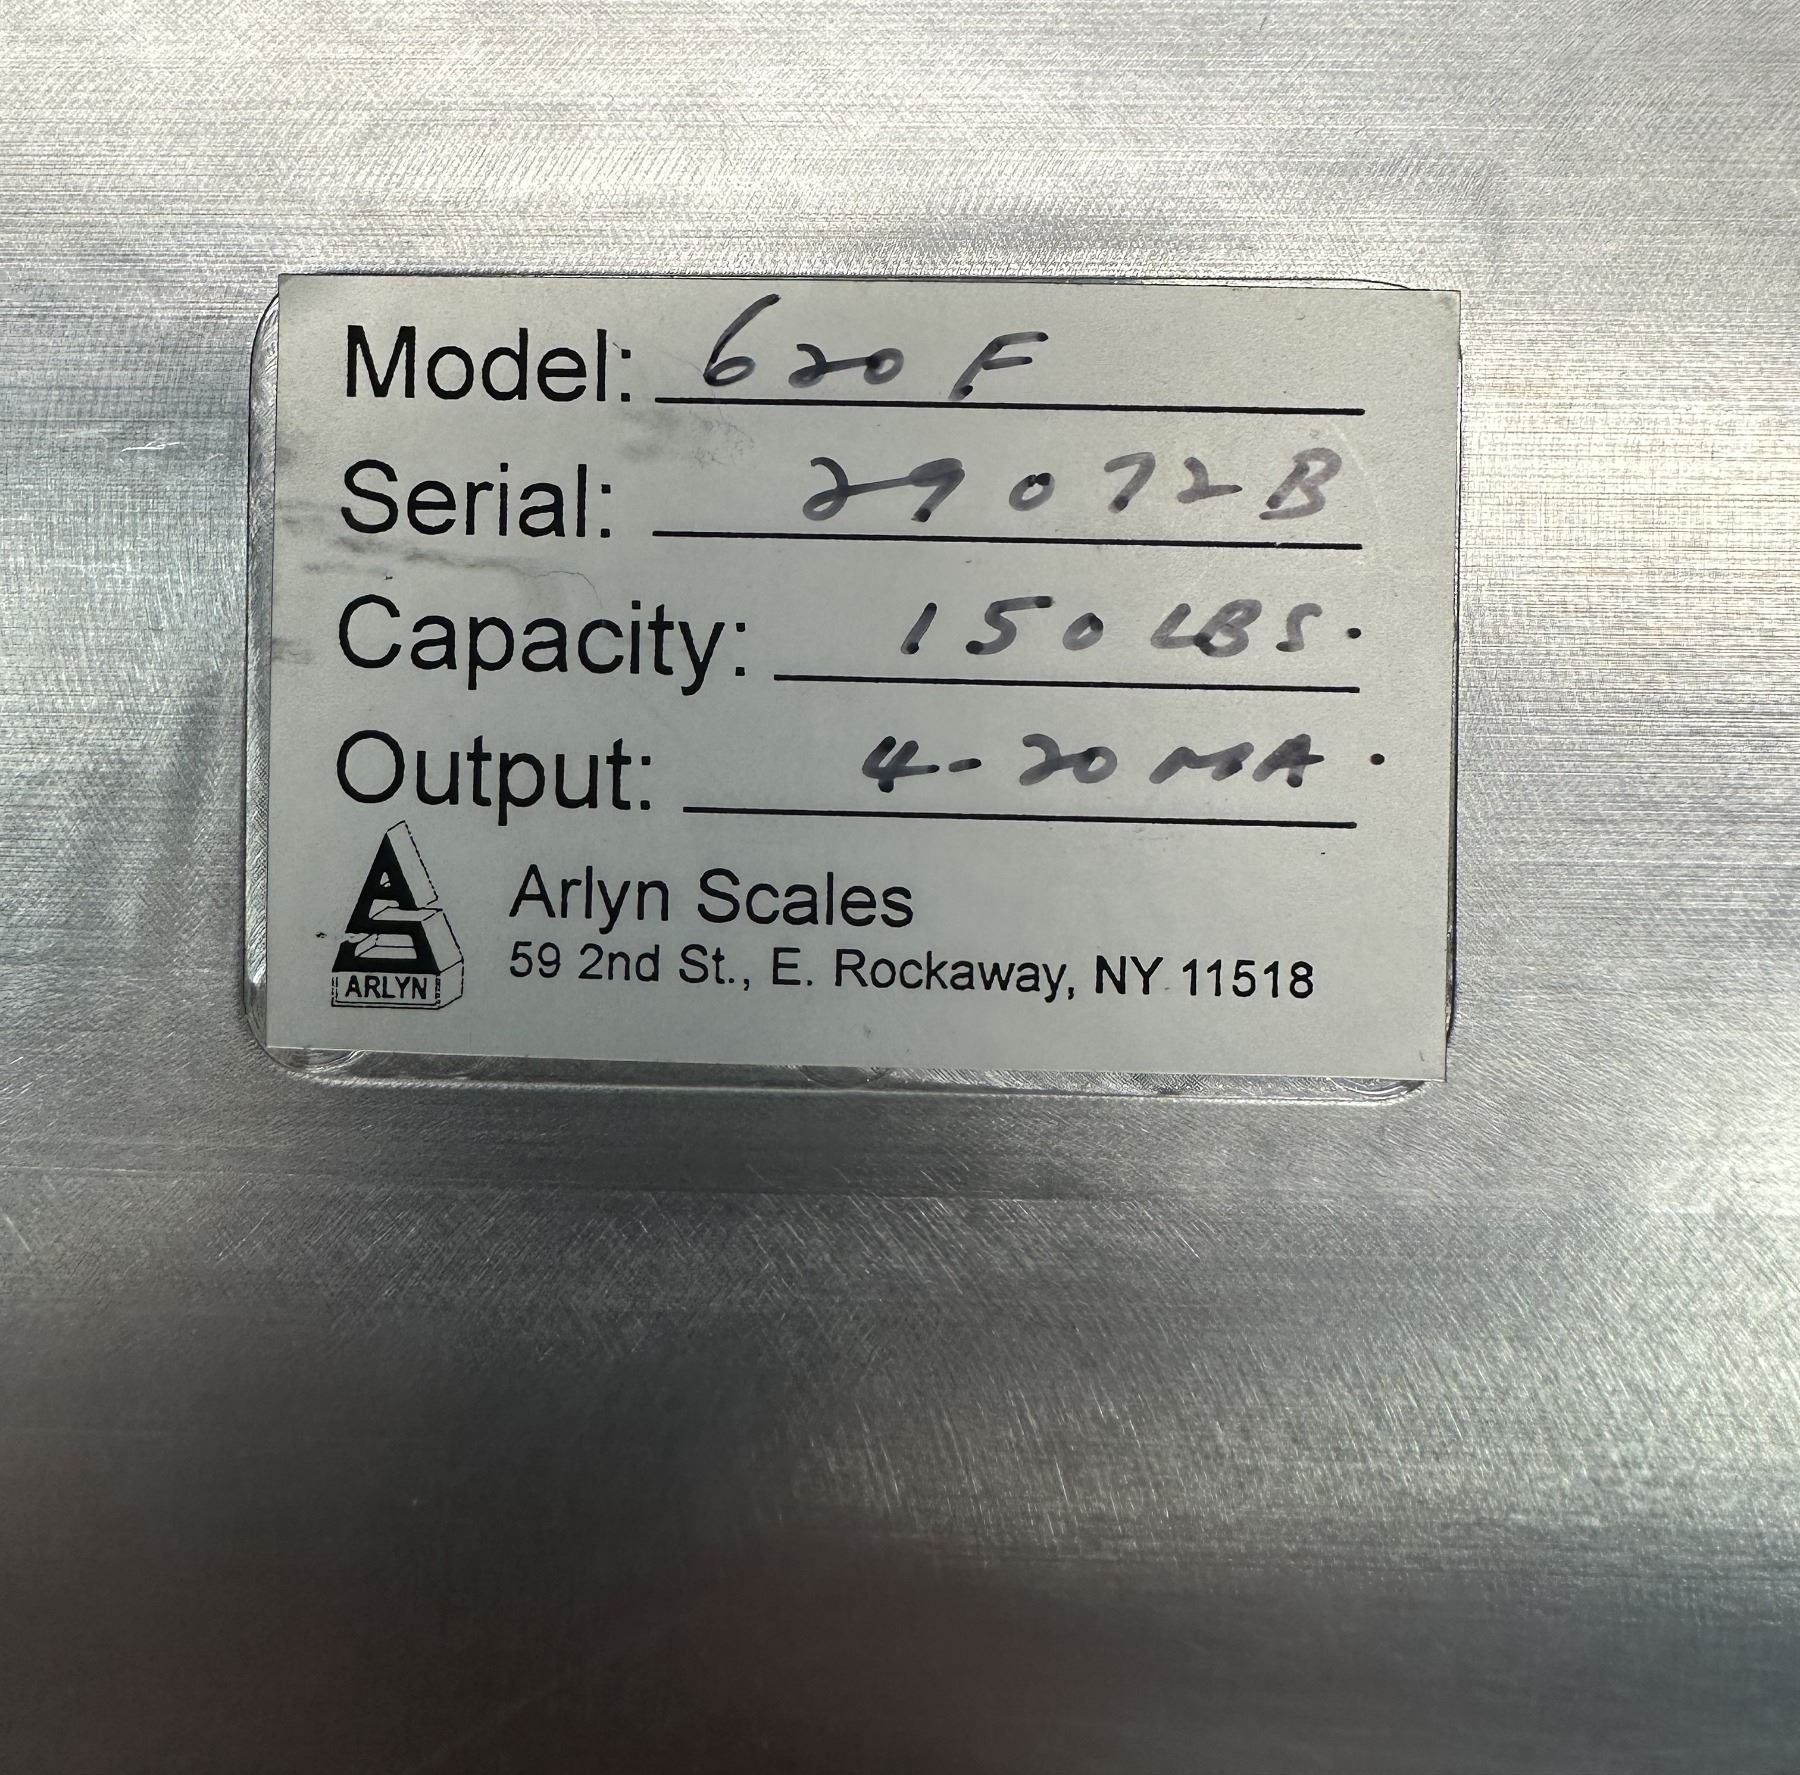 Model: 620 F
Serial: 29072B
Capacity: 150 LBS.
Output: 4-20 MA.
ARLYN
Arlyn Scales
59 2nd St., E. Rockaway, NY 11518